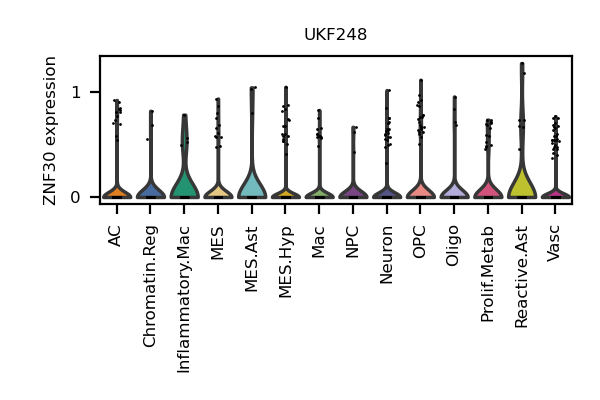 UKF248
ZNF30 expression
1
0
AC
Chromatin.Reg
Inflammatory.Mac
MES
MES.Ast
MES.Hyp
Mac
NPC
Neuron
OPC
Oligo
Prolif.Metab
Reactive.Ast
Vasc